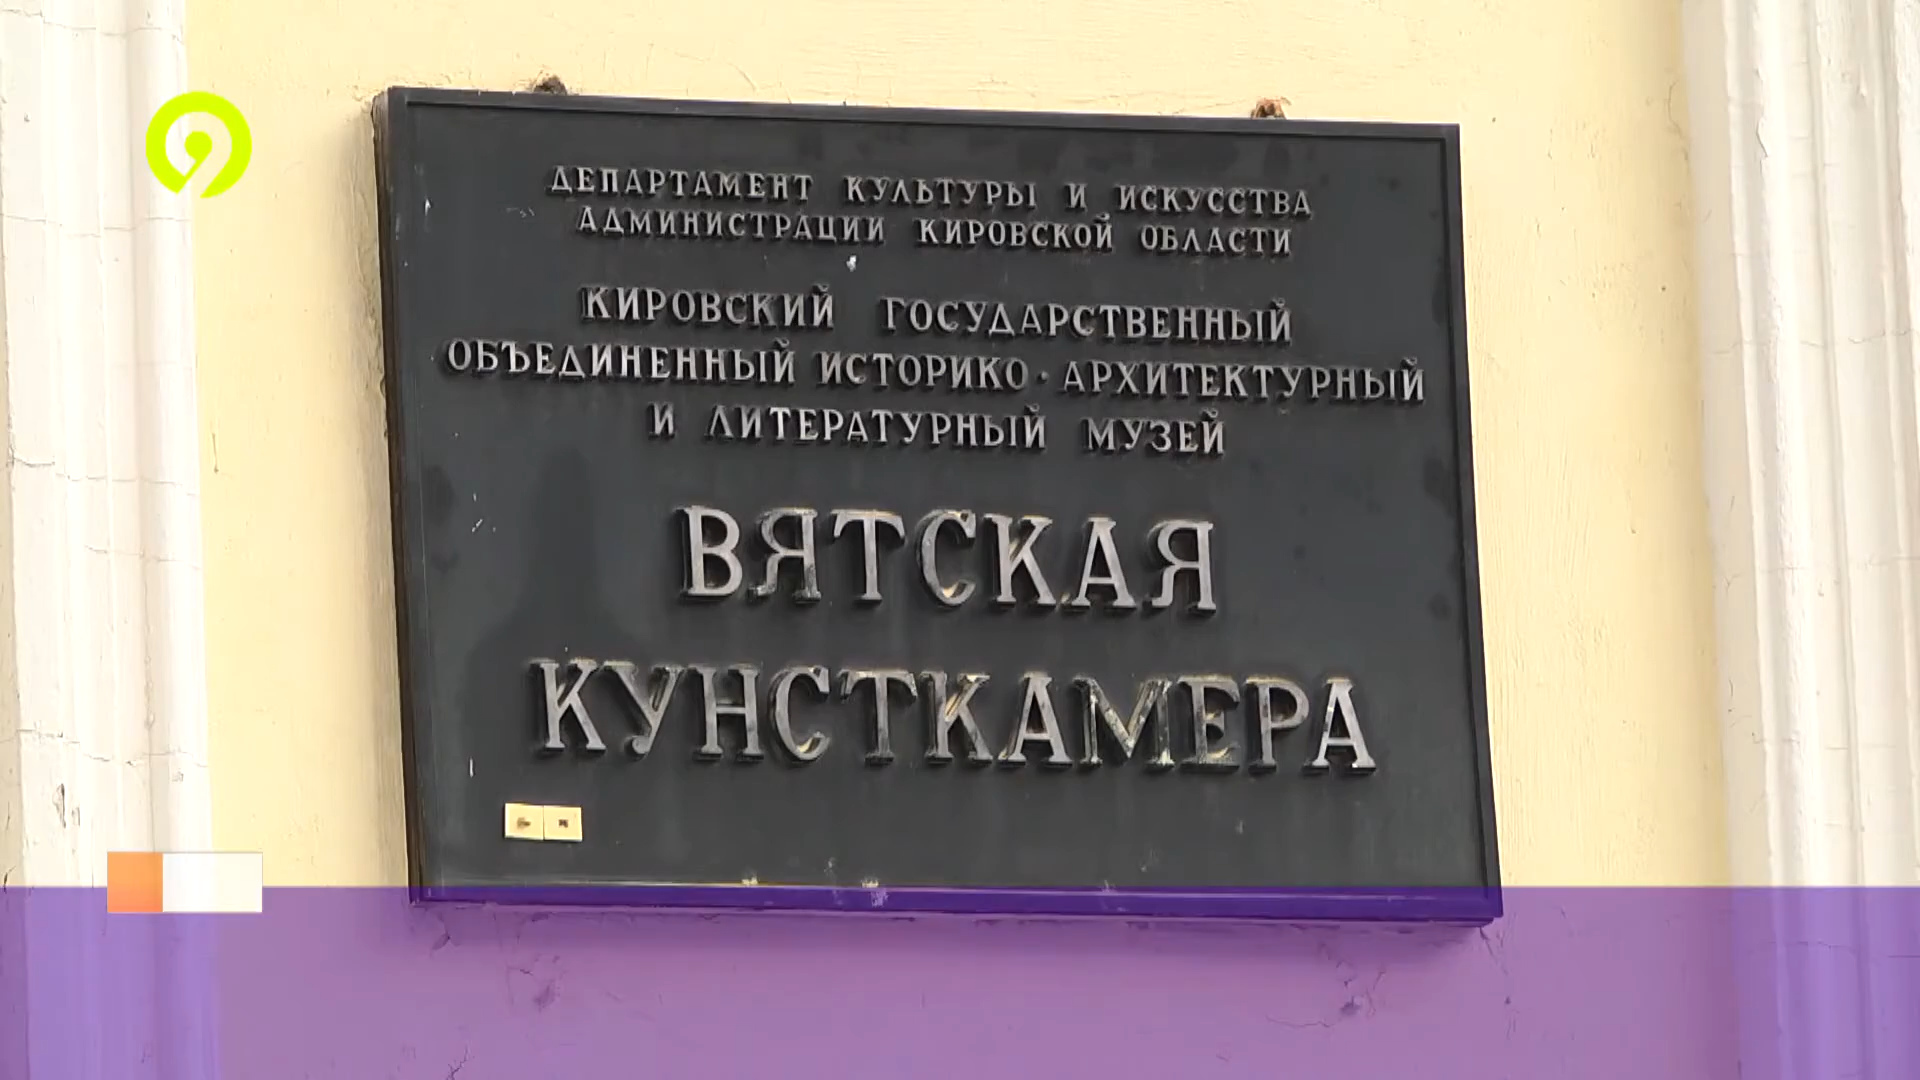 ДЕПАРТАМЕНТ КУЛЬТУРЫ И ИСКУССТВА
АДМИНИСТРАЦИИ КИРОВСКОЙ ОБЛАСТИ
КИРОВСКИЙ ГОСУДАРСТВЕННЫЙ
ОБЪЕДИНЕННЫЙ ИСТОРИКО-АРХИТЕКТУРНЫЙ
И ЛИТЕРАТУРНЫЙ МУЗЕЙ
ВЯТСКАЯ
КУНСТКАМЕРА